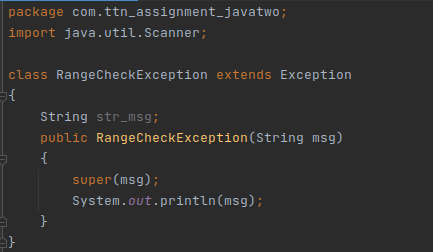 package com.ttn_assignment_javatwo;
import java.util.Scanner;

class RangeCheckException extends Exception
{
    String str_msg;
    public RangeCheckException(String msg)
    {
        super(msg);
        System.out.println(msg);
    }
}